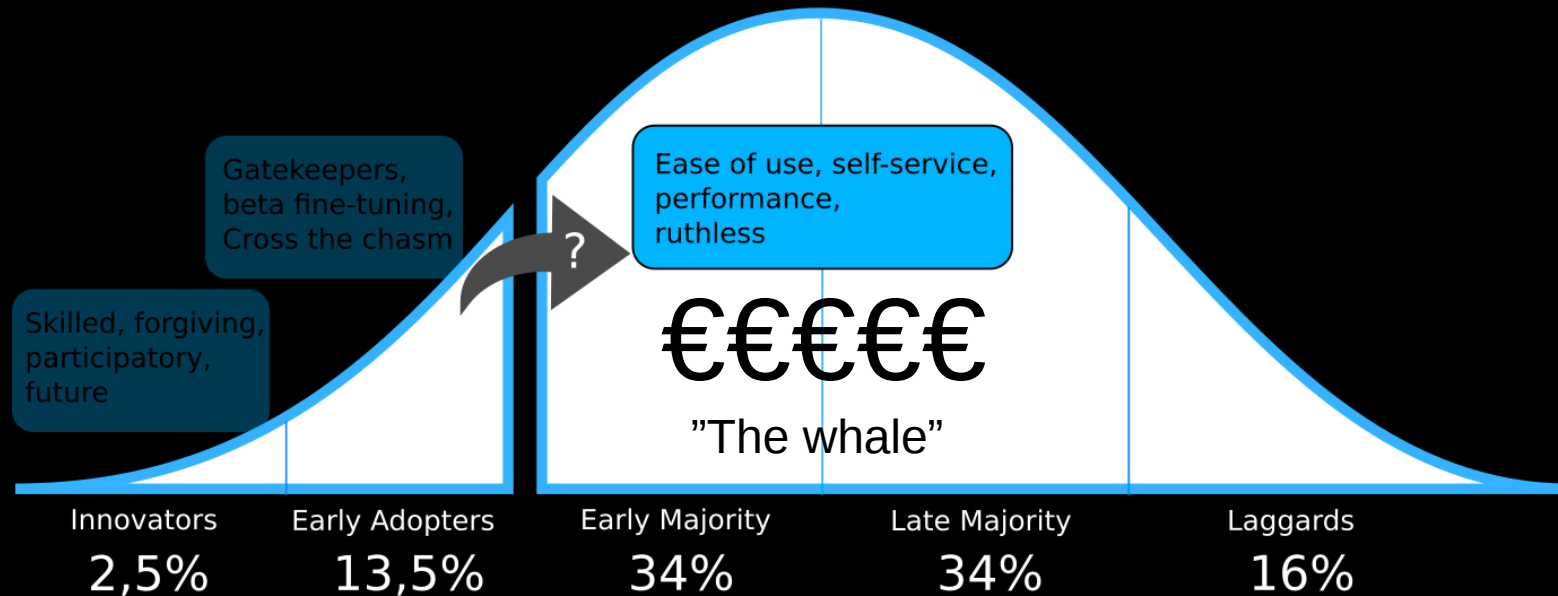 Gatekeepers,
beta fine-tuning,
Cross the chasm
Skilled, forgiving,
participatory,
future
?
Ease of use, self-service,
performance,
ruthless
€€€€€
”The whale”
Innovators
2,5%
Early Adopters
13,5%
Early Majority
34%
Late Majority
34%
Laggards
16%